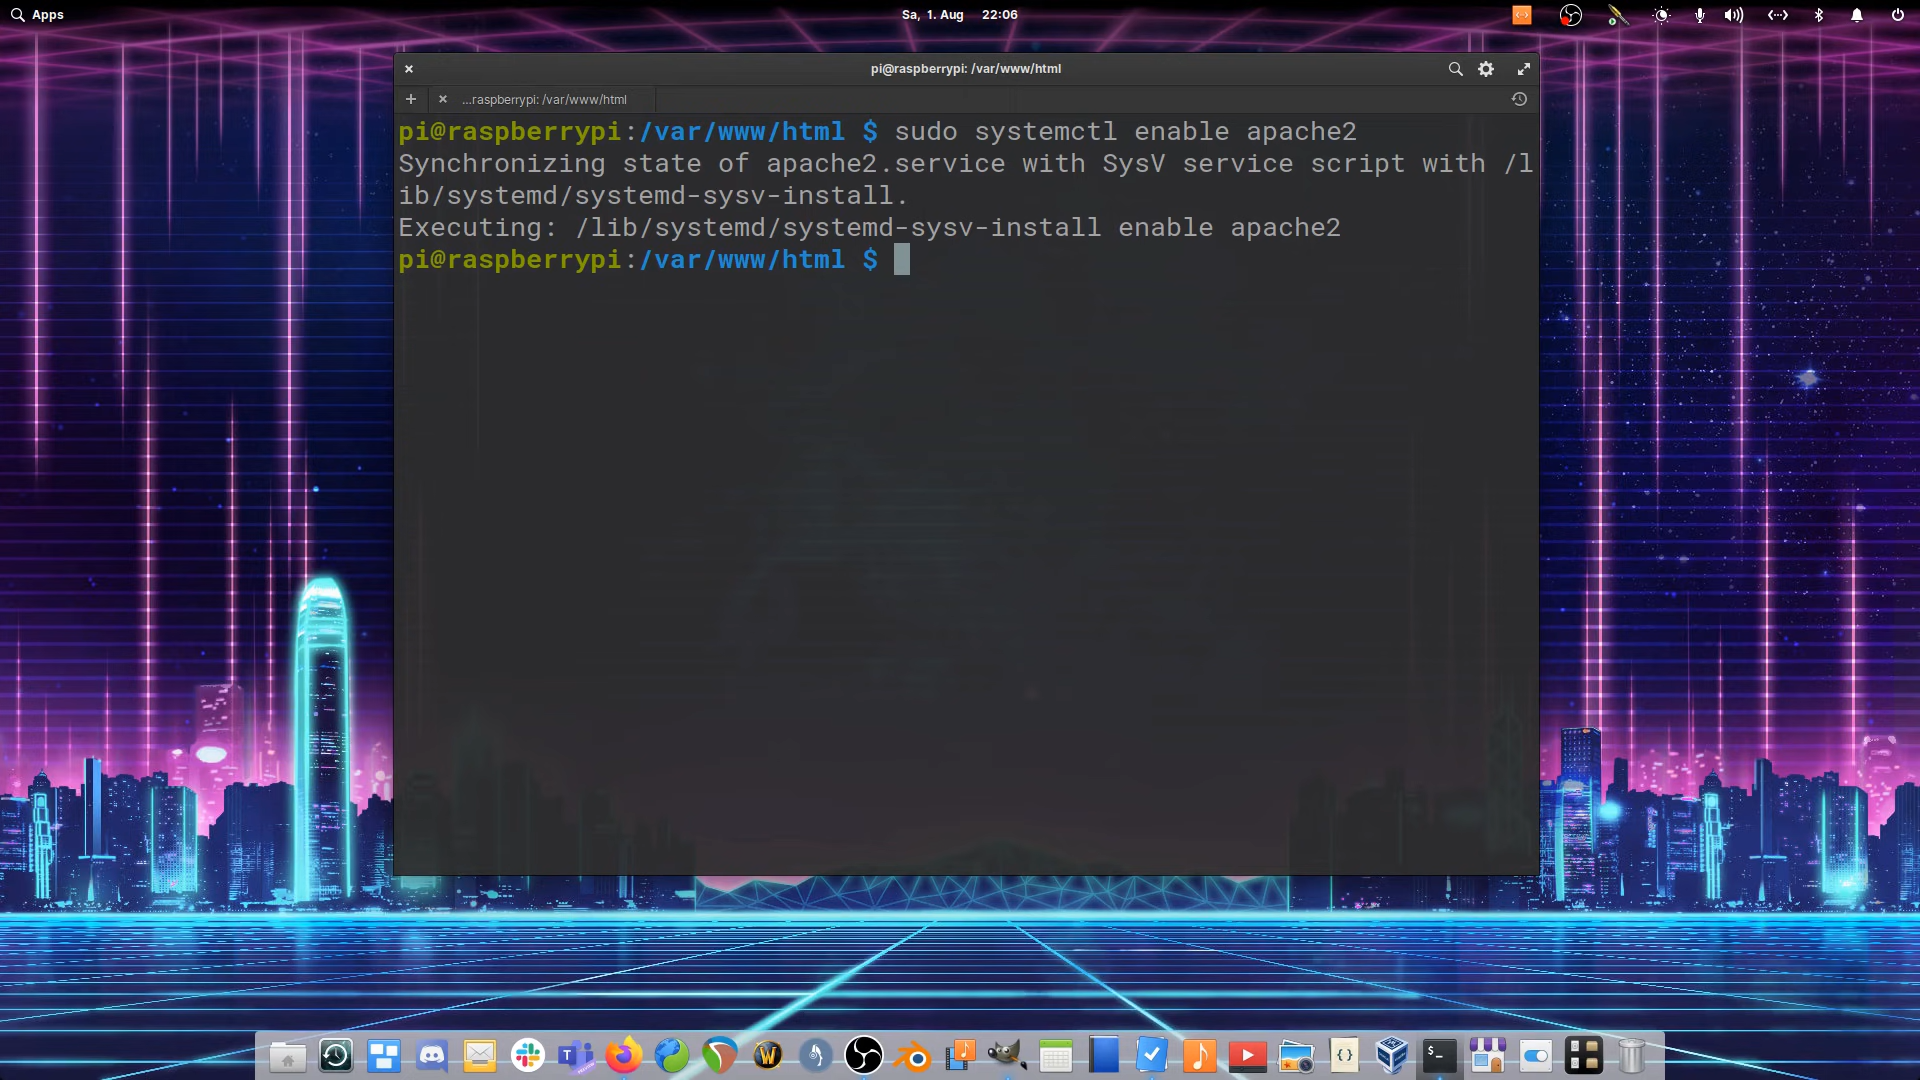 Apps
Sa, 1. Aug 22:06
pi@raspberrypi: /var/www/html
...raspberrypi: /var/www/html
pi@raspberrypi:/var/www/html $ sudo systemctl enable apache2
Synchronizing state of apache2.service with SysV service script with /l
ib/systemd/systemd-sysv-install.
Executing: /lib/systemd/systemd-sysv-install enable apache2
pi@raspberrypi:/var/www/html $